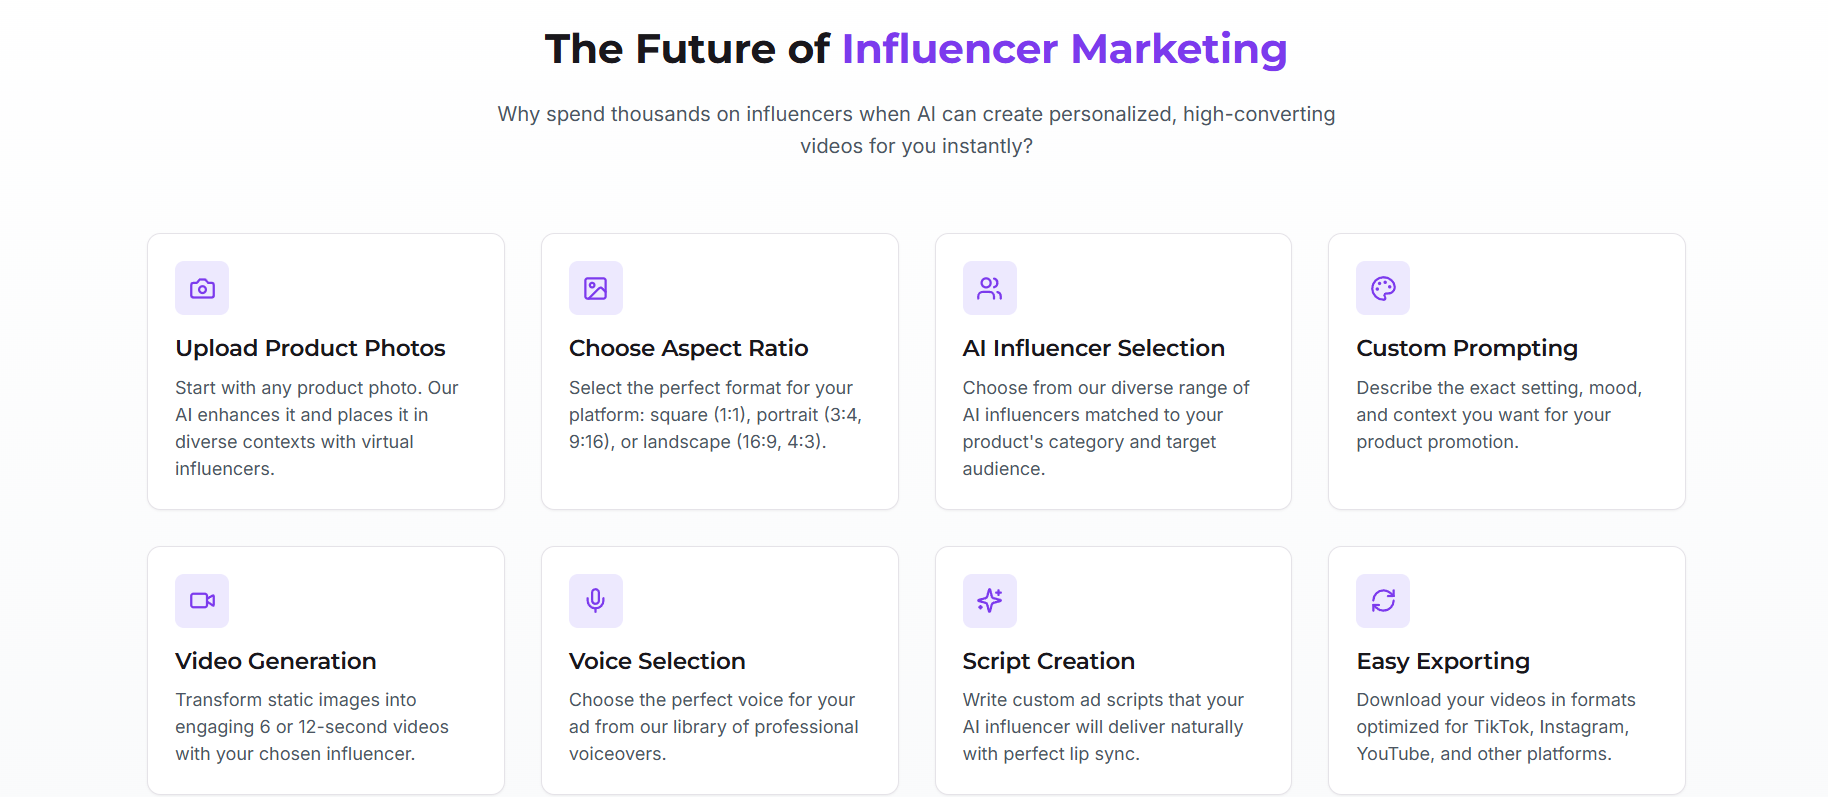 The Future of Influencer Marketing
Why spend thousands on influencers when AI can create personalized, high-converting
videos for you instantly?
Upload Product Photos
Start with any product photo. Our
AI enhances it and places it in
diverse contexts with virtual
influencers.
Choose Aspect Ratio
Select the perfect format for your
platform: square (1:1), portrait (3:4,
9:16), or landscape (16:9, 4:3).
AI Influencer Selection
Choose from our diverse range of
AI influencers matched to your
product's category and target
audience.
Custom Prompting
Describe the exact setting, mood,
and context you want for your
product promotion.
Video Generation
Transform static images into
engaging 6 or 12-second videos
with your chosen influencer.
Voice Selection
Choose the perfect voice for your
ad from our library of professional
voiceovers.
Script Creation
Write custom ad scripts that your
AI influencer will deliver naturally
with perfect lip sync.
Easy Exporting
Download your videos in formats
optimized for TikTok, Instagram,
YouTube, and other platforms.